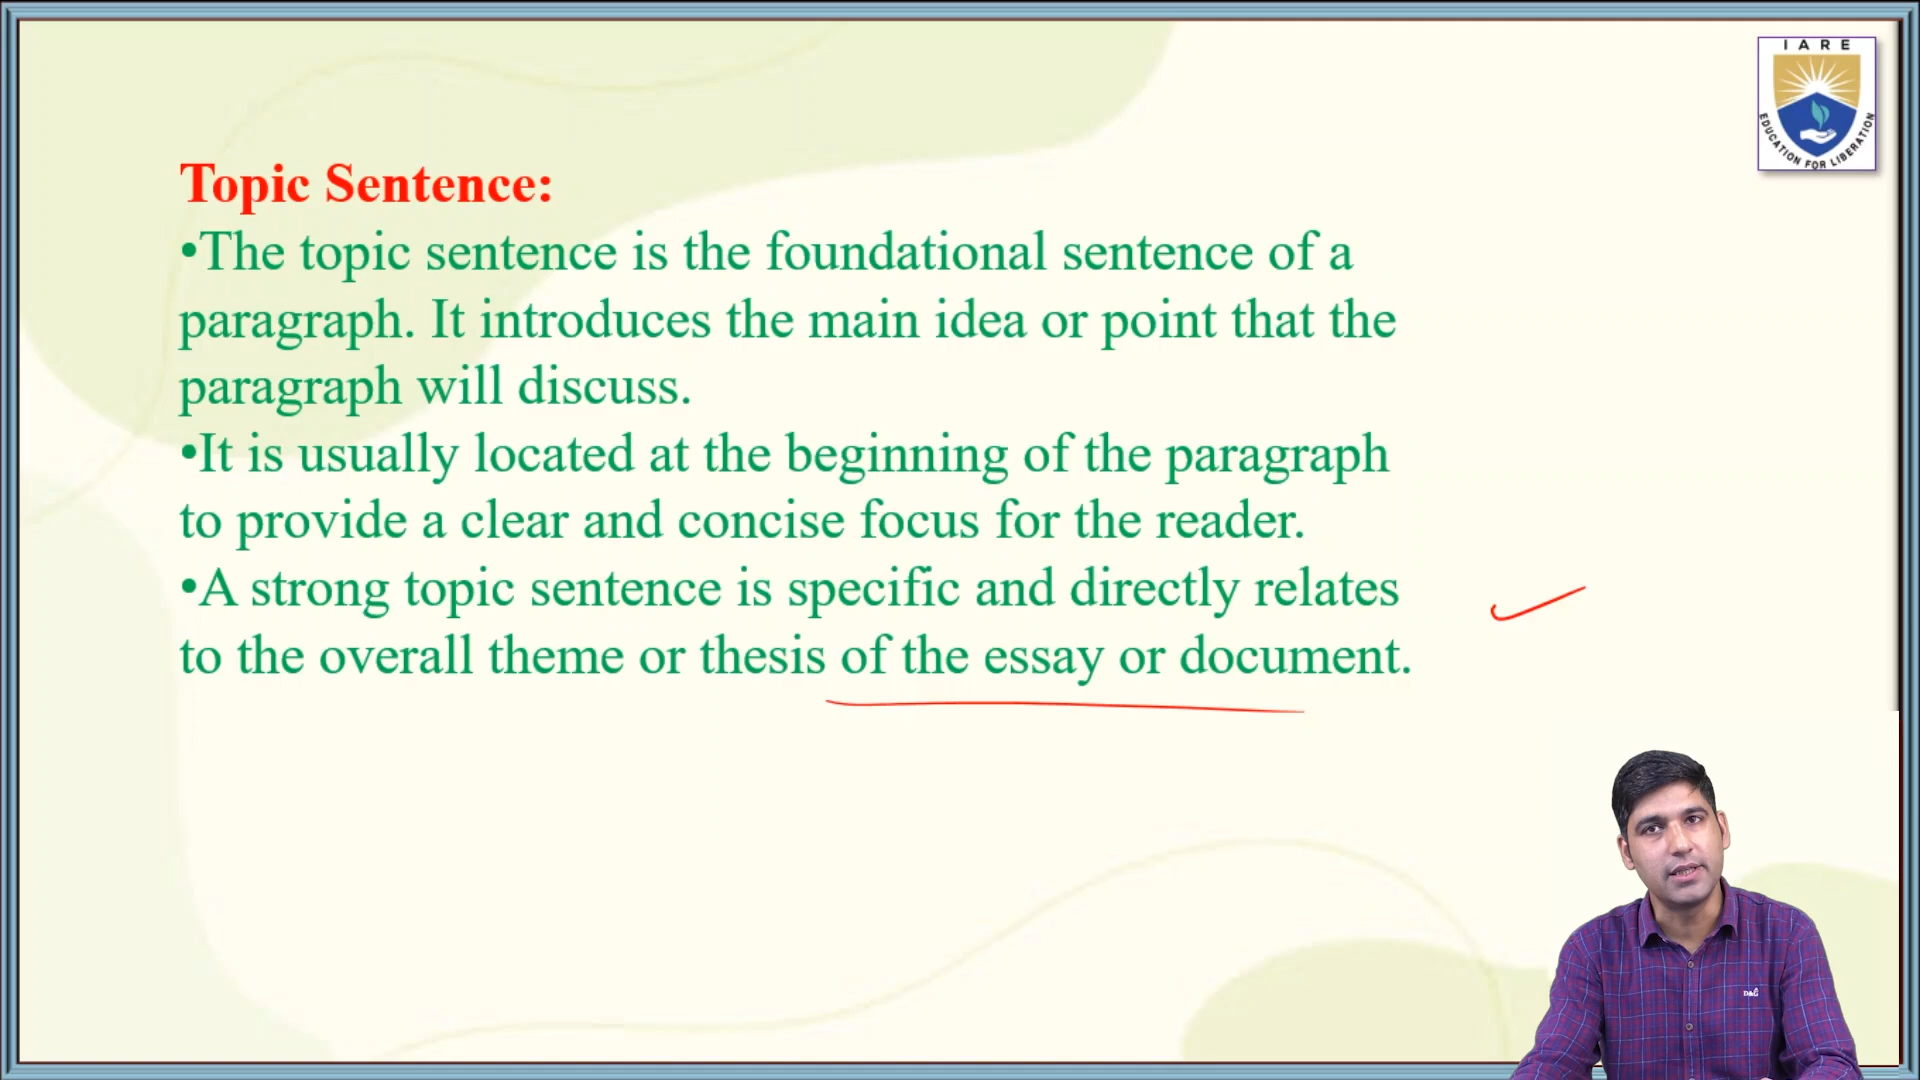 I A R E
EDUCATION FOR LIBERATION
Topic Sentence:
•The topic sentence is the foundational sentence of a
paragraph. It introduces the main idea or point that the
paragraph will discuss.
•It is usually located at the beginning of the paragraph
to provide a clear and concise focus for the reader.
•A strong topic sentence is specific and directly relates
to the overall theme or thesis of the essay or document.
D&G